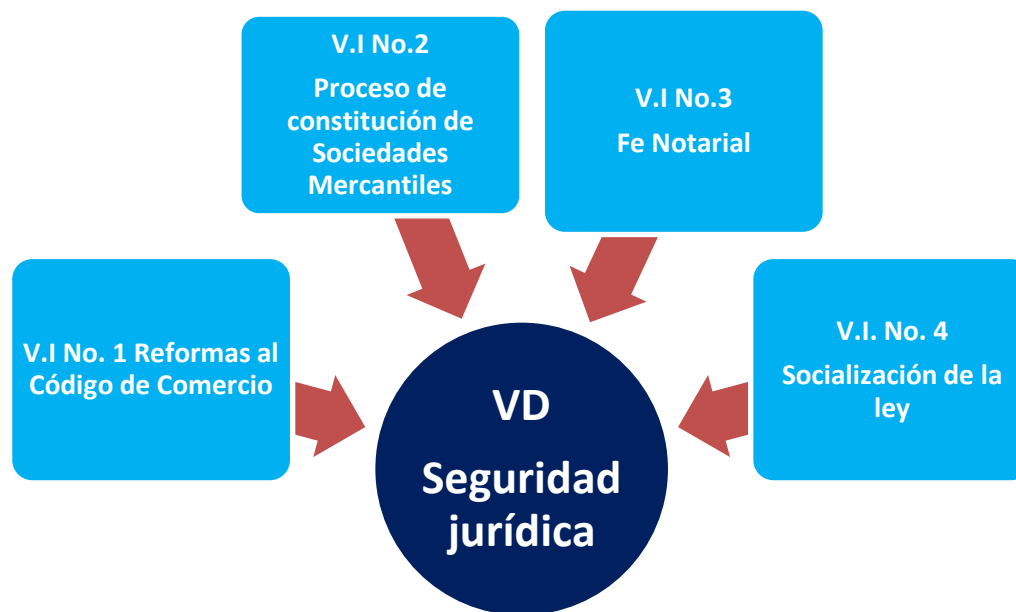 V.I No.2
Proceso de
constitución de
Sociedades
Mercantiles
V.I No.3
Fe Notarial
V.I No. 1 Reformas al
Código de Comercio
V.I. No. 4
Socialización de la
ley
VD
Seguridad
jurídica